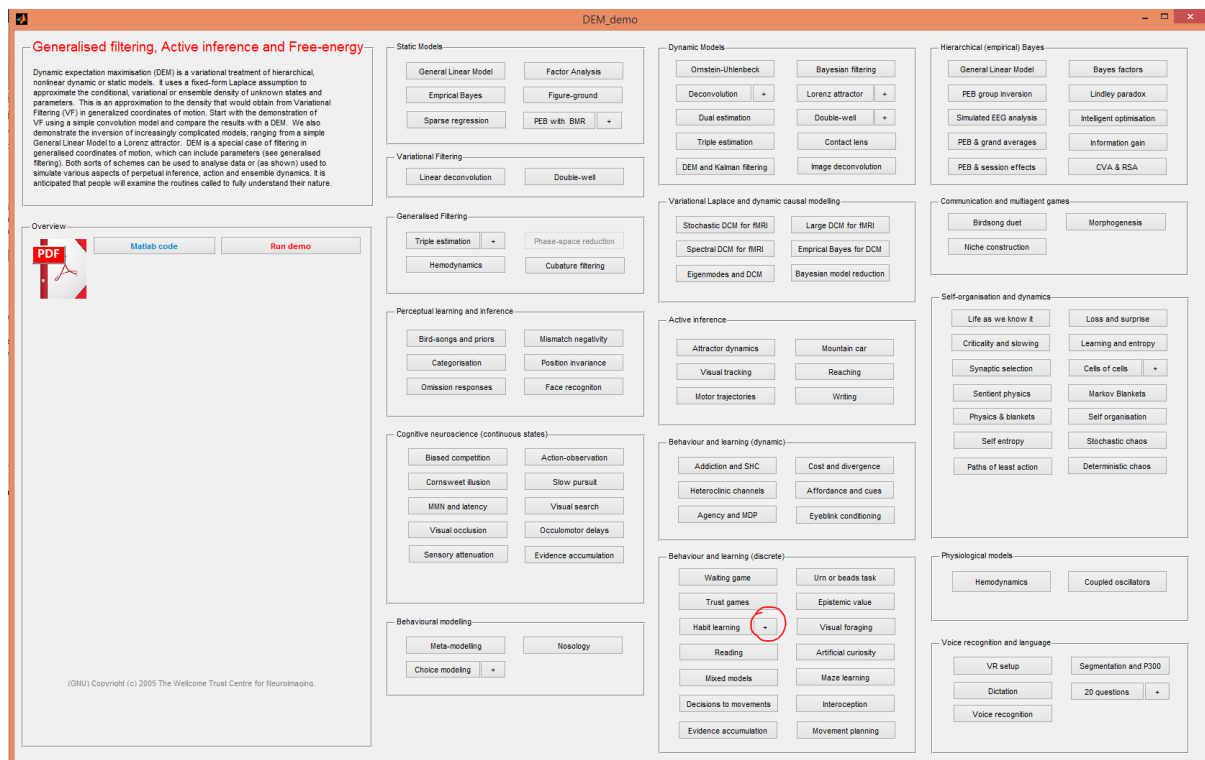 DEM_demo
Generalised filtering, Active inference and Free-energy
Dynamic expectation maximisation (DEM) is a variational treatment of hierarchical,
nonlinear dynamic or static models. It uses a fixed-form Laplace assumption to
approximate the conditional, variational or ensemble density of unknown states and
parameters. This is an approximation to the density that would obtain from Variational
Filtering (VF) in generalized coordinates of motion. Start with the demonstration of
VF using a simple convolution model and compare the results with a DEM. We also
demonstrate the inversion of increasingly complicated models; ranging from a simple
General Linear Model to a Lorenz attractor. DEM is a special case of filtering in
generalised coordinates of motion, which can include parameters (see generalised
filtering). Both sorts of schemes can be used to analyse data or (as shown) used to
simulate various aspects of perpetual inference, action and ensemble dynamics. It is
anticipated that people will examine the routines called to fully understand their nature.
Overview
PDF
Matlab code
Run demo
(GNU) Copyright (c) 2005 The Wellcome Trust Centre for Neuroimaging.
Static Models
General Linear Model
Factor Analysis
Emprical Bayes
Figure-ground
Sparse regression
PEB with BMR +
Variational Filtering
Linear deconvolution
Double-well
Generalised Filtering
Triple estimation +
Phase-space reduction
Hemodynamics
Cubature filtering
Perceptual learning and inference
Bird-songs and priors
Mismatch negativity
Categorisation
Position invariance
Omission responses
Face recogniton
Cognitive neuroscience (continuous states)
Biased competition
Action-observation
Cornsweet illusion
Slow pursuit
MMN and latency
Visual search
Visual occlusion
Occulomotor delays
Sensory attenuation
Evidence accumulation
Behavioural modelling
Meta-modelling
Nosology
Choice modeling +
Dynamic Models
Ornstein-Uhlenbeck
Bayesian filtering
Deconvolution +
Lorenz attractor +
Dual estimation
Double-well +
Triple estimation
Contact lens
DEM and Kalman filtering
Image deconvolution
Variational Laplace and dynamic causal modelling
Stochastic DCM for fMRI
Large DCM for fMRI
Spectral DCM for fMRI
Emprical Bayes for DCM
Eigenmodes and DCM
Bayesian model reduction
Active inference
Attractor dynamics
Mountain car
Visual tracking
Reaching
Motor trajectories
Writing
Behaviour and learning (dynamic)
Addiction and SHC
Cost and divergence
Heteroclinic channels
Affordance and cues
Agency and MDP
Eyeblink conditioning
Behaviour and learning (discrete)
Waiting game
Urn or beads task
Trust games
Epistemic value
Habit learning +
Visual foraging
Reading
Artificial curiosity
Mixed models
Maze learning
Decisions to movements
Interoception
Evidence accumulation
Movement planning
Hierarchical (empirical) Bayes
General Linear Model
Bayes factors
PEB group inversion
Lindley paradox
Simulated EEG analysis
Intelligent optimisation
PEB & grand averages
Information gain
PEB & session effects
CVA & RSA
Communication and multiagent games
Birdsong duet
Morphogenesis
Niche construction
Self-organisation and dynamics
Life as we know it
Loss and surprise
Criticality and slowing
Learning and entropy
Synaptic selection
Cells of cells +
Sentient physics
Markov Blankets
Physics & blankets
Self organisation
Self entropy
Stochastic chaos
Paths of least action
Deterministic chaos
Physiological models
Hemodynamics
Coupled oscillators
Voice recognition and language
VR setup
Segmentation and P300
Dictation
20 questions +
Voice recognition